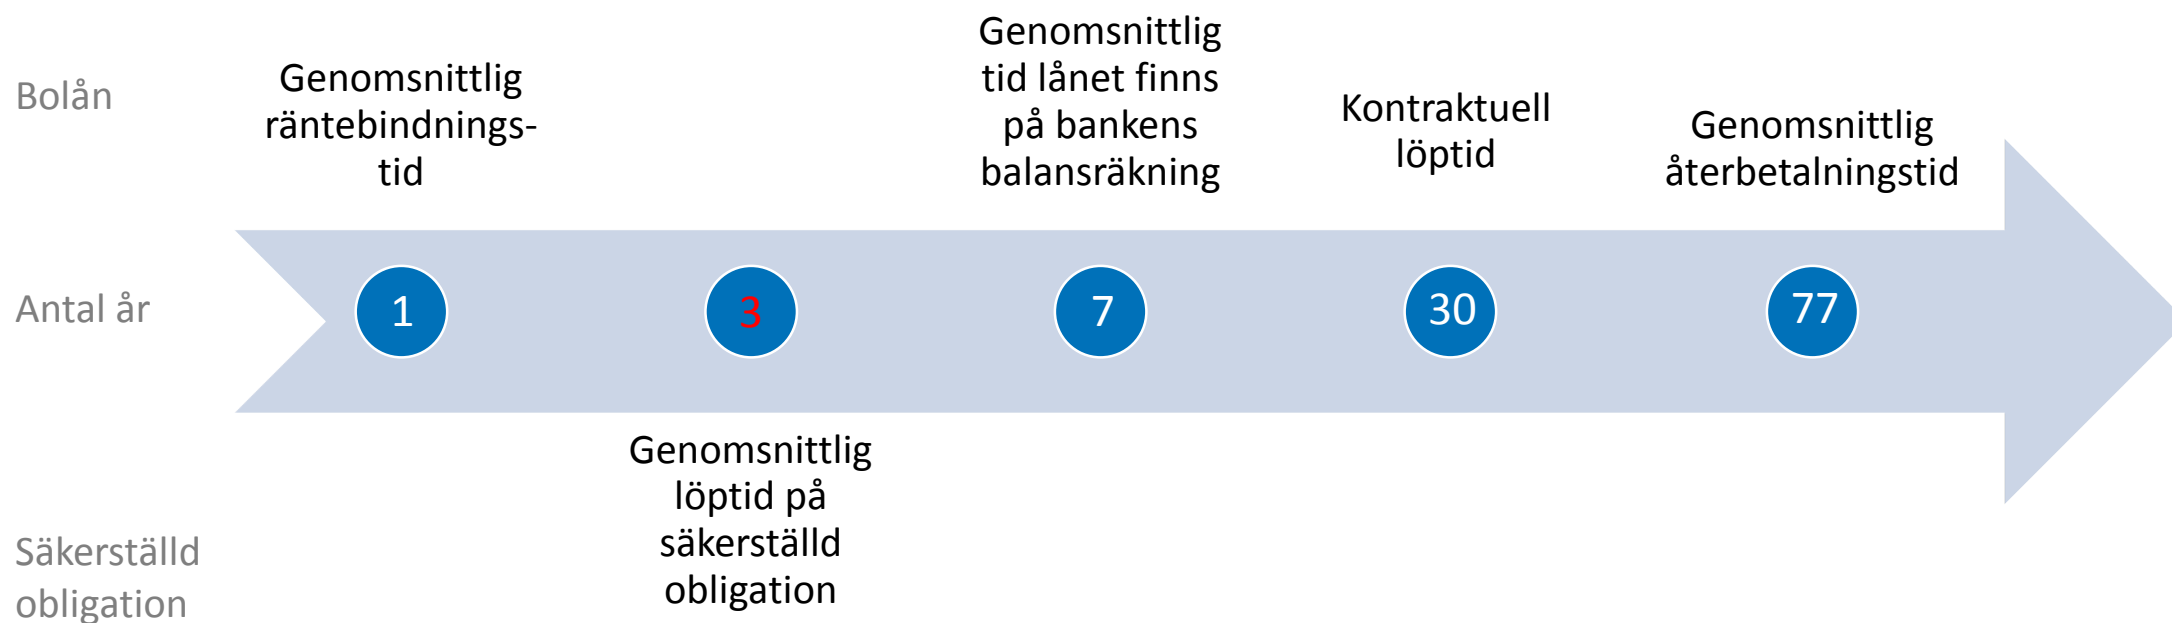 Bolån
Genomsnittlig
räntebindnings-
tid
Genomsnittlig
tid lånet finns
på bankens
balansräkning
Kontraktuell
löptid
Genomsnittlig
återbetalningstid
Antal år
1
3
7
30
77
Säkerställd
obligation
Genomsnittlig
löptid på
säkerställd
obligation